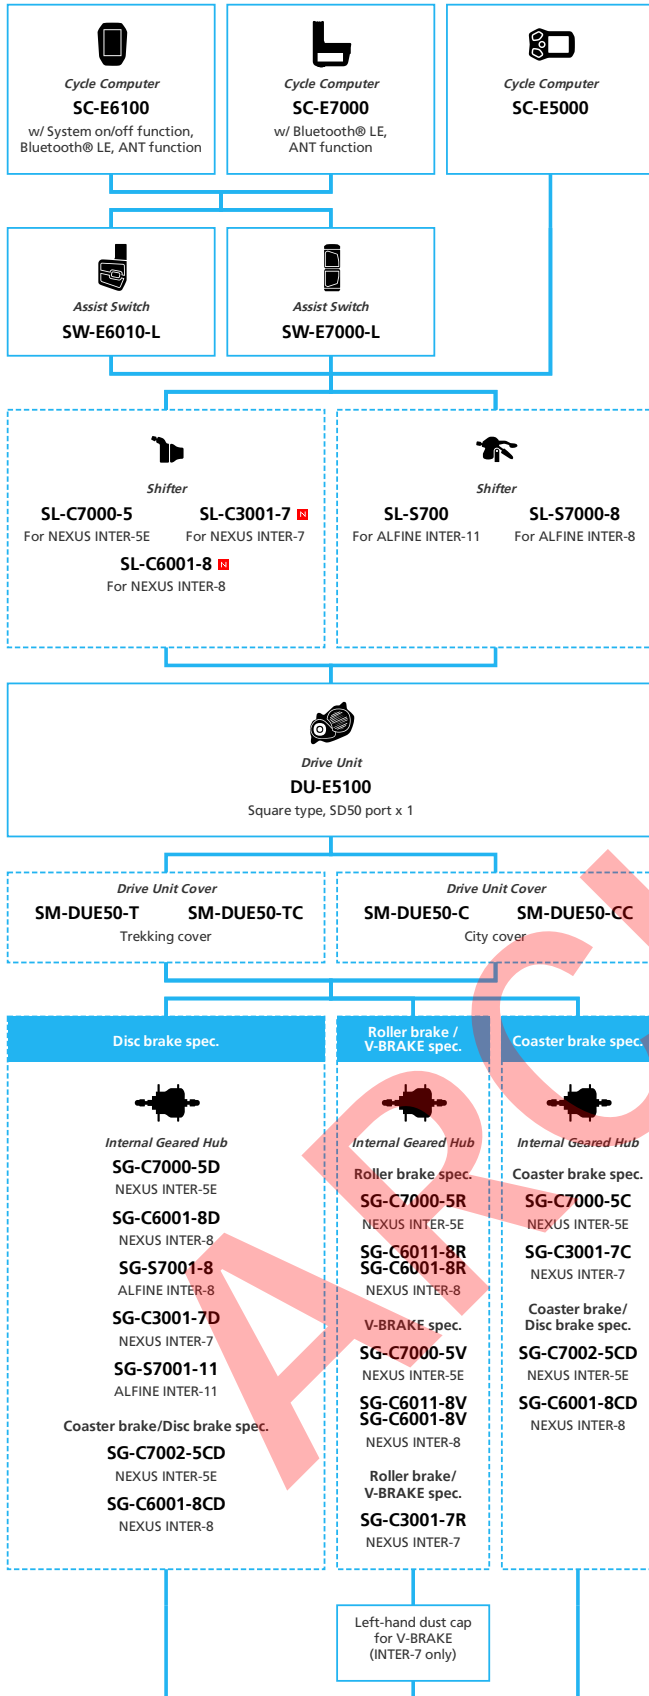 Cycle Computer
SC-E6100
w/ System on/off function,
Bluetooth® LE, ANT function
Cycle Computer
SC-E7000
w/ Bluetooth® LE,
ANT function
Cycle Computer
SC-E5000
Assist Switch
SW-E6010-L
Assist Switch
SW-E7000-L
Shifter
SL-C7000-5
For NEXUS INTER-5E
SL-C3001-7 N
For NEXUS INTER-7
SL-C6001-8 N
For NEXUS INTER-8
Shifter
SL-S700
For ALFINE INTER-11
SL-S7000-8
For ALFINE INTER-8
Drive Unit
DU-E5100
Square type, SD50 port x 1
Drive Unit Cover
SM-DUE50-T SM-DUE50-TC
Trekking cover
Drive Unit Cover
SM-DUE50-C SM-DUE50-CC
City cover
Disc brake spec.
Internal Geared Hub
SG-C7000-5D
NEXUS INTER-5E
SG-C6001-8D
NEXUS INTER-8
SG-S7001-8
ALFINE INTER-8
SG-C3001-7D
NEXUS INTER-7
SG-S7001-11
ALFINE INTER-11
Coaster brake/Disc brake spec.
SG-C7002-5CD
NEXUS INTER-5E
SG-C6001-8CD
NEXUS INTER-8
Roller brake /
V-BRAKE spec.
Internal Geared Hub
Roller brake spec.
SG-C7000-5R
NEXUS INTER-5E
SG-C6011-8R
SG-C6001-8R
NEXUS INTER-8
V-BRAKE spec.
SG-C7000-5V
NEXUS INTER-5E
SG-C6011-8V
SG-C6001-8V
NEXUS INTER-8
Roller brake/
V-BRAKE spec.
SG-C3001-7R
NEXUS INTER-7
Coaster brake spec.
Internal Geared Hub
Coaster brake spec.
SG-C7000-5C
NEXUS INTER-5E
SG-C3001-7C
NEXUS INTER-7
Coaster brake/
Disc brake spec.
SG-C7002-5CD
NEXUS INTER-5E
SG-C6001-8CD
NEXUS INTER-8
Left-hand dust cap
for V-BRAKE
(INTER-7 only)